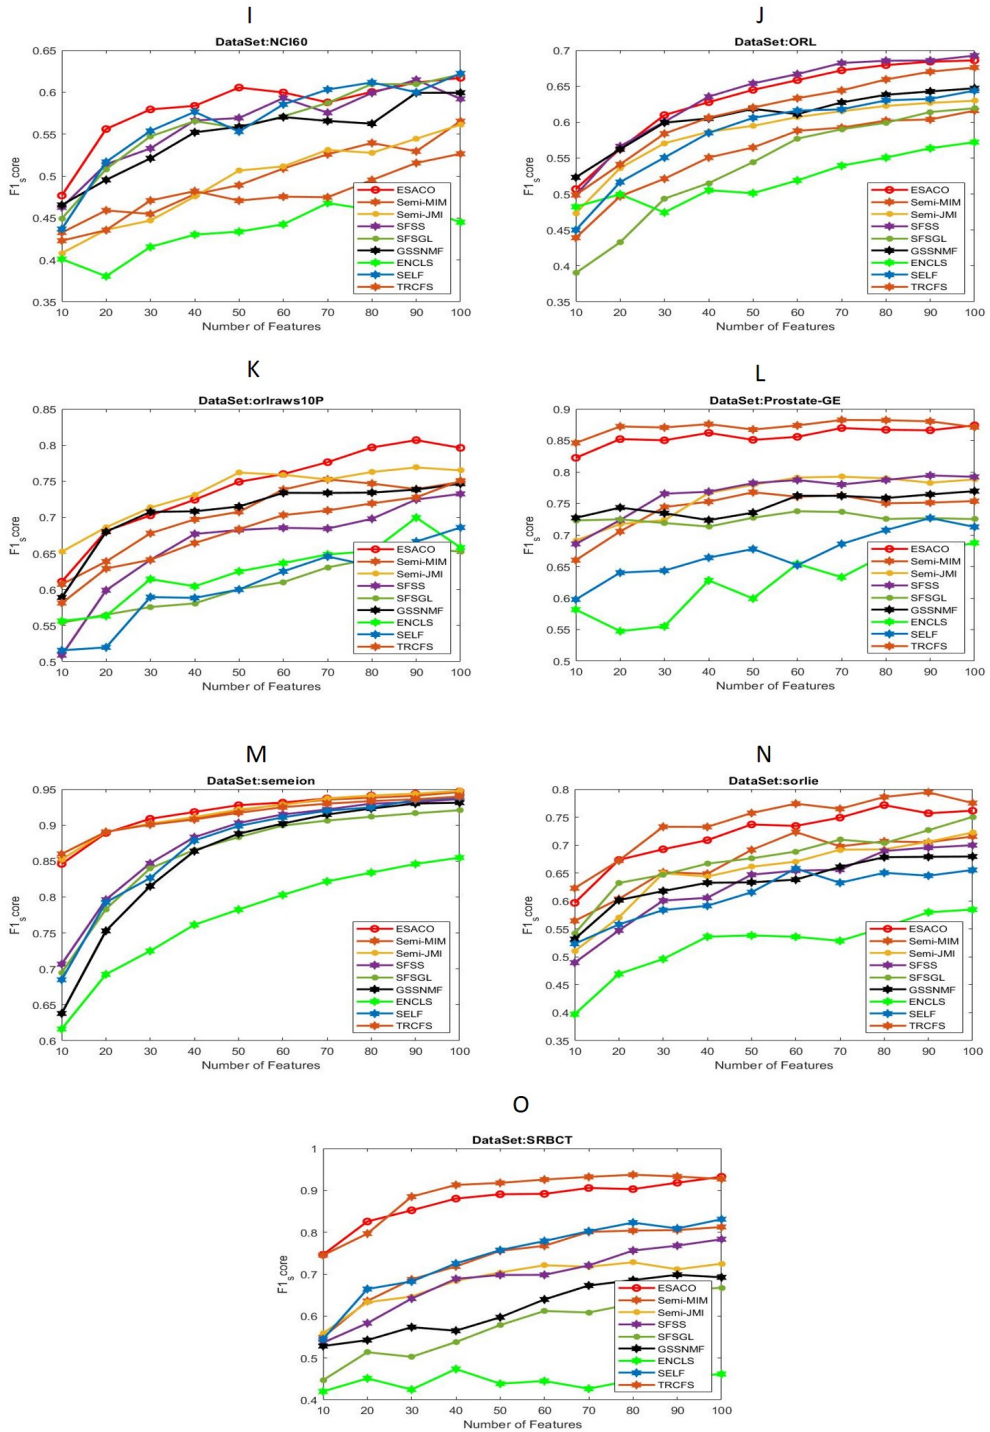 I
DataSet:NCI60
0.65
0.6
0.55
0.5
0.45
0.4
0.35
F1score
10 20 30 40 50 60 70 80 90 100
Number of Features
ESACO
Semi-MIM
Semi-JMI
SFSS
SFSGL
GSSNMF
ENCLS
SELF
TRCFS
J
DataSet:ORL
0.7
0.65
0.6
0.55
0.5
0.45
0.4
0.35
F1score
10 20 30 40 50 60 70 80 90 100
Number of Features
ESACO
Semi-MIM
Semi-JMI
SFSS
SFSGL
GSSNMF
ENCLS
SELF
TRCFS
K
DataSet:orlraws10P
0.85
0.8
0.75
0.7
0.65
0.6
0.55
0.5
F1score
10 20 30 40 50 60 70 80 90 100
Number of Features
ESACO
Semi-MIM
Semi-JMI
SFSS
SFSGL
GSSNMF
ENCLS
SELF
TRCFS
L
DataSet:Prostate-GE
0.9
0.85
0.8
0.75
0.7
0.65
0.6
0.55
0.5
F1score
10 20 30 40 50 60 70 80 90 100
Number of Features
ESACO
Semi-MIM
Semi-JMI
SFSS
SFSGL
GSSNMF
ENCLS
SELF
TRCFS
M
DataSet:semeion
0.95
0.9
0.85
0.8
0.75
0.7
0.65
0.6
F1score
10 20 30 40 50 60 70 80 90 100
Number of Features
ESACO
Semi-MIM
Semi-JMI
SFSS
SFSGL
GSSNMF
ENCLS
SELF
TRCFS
N
DataSet:sorlie
0.8
0.75
0.7
0.65
0.6
0.55
0.5
0.45
0.4
0.35
F1score
10 20 30 40 50 60 70 80 90 100
Number of Features
ESACO
Semi-MIM
Semi-JMI
SFSS
SFSGL
GSSNMF
ENCLS
SELF
TRCFS
O
DataSet:SRBCT
1
0.9
0.8
0.7
0.6
0.5
0.4
F1score
10 20 30 40 50 60 70 80 90 100
Number of Features
ESACO
Semi-MIM
Semi-JMI
SFSS
SFSGL
GSSNMF
ENCLS
SELF
TRCFS